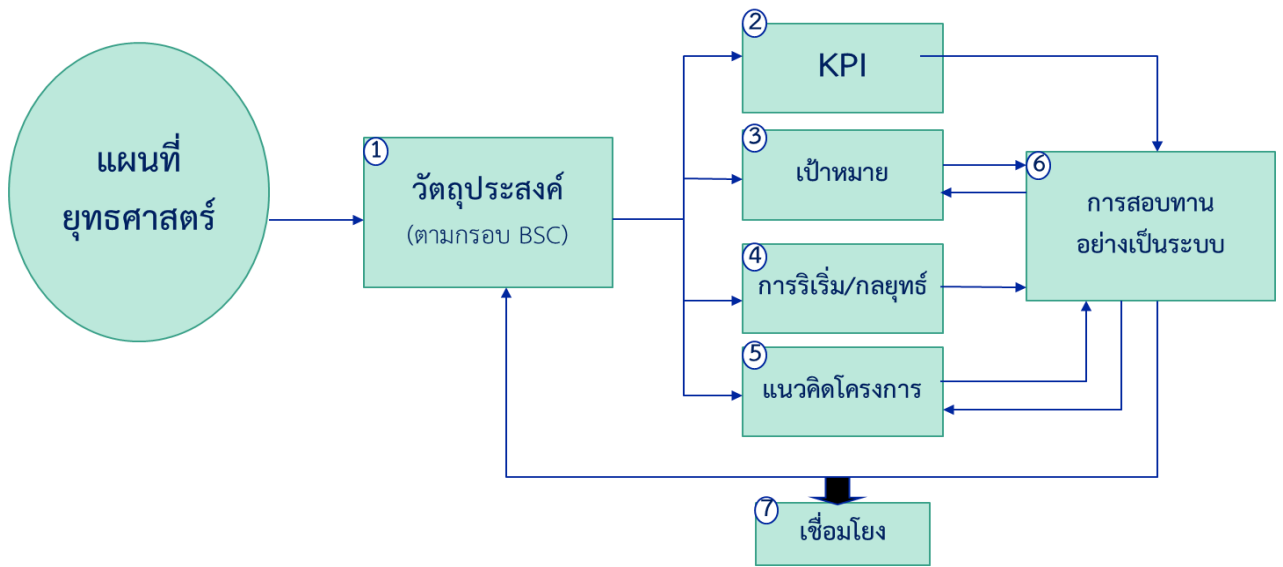 แผนที่
ยุทธศาสตร์
1
วัตถุประสงค์
(ตามกรอบ BSC)
2
KPI
3
เป้าหมาย
4
การริเริ่ม/กลยุทธ์
5
แนวคิดโครงการ
6
การสอบทาน
อย่างเป็นระบบ
7
เชื่อมโยง